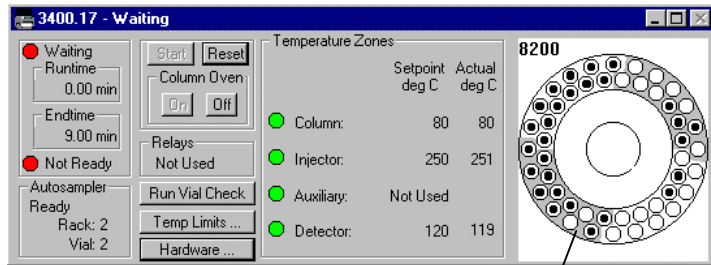 3400.17 - Waiting
Waiting
Runtime
0.00 min
Endtime
9.00 min
Not Ready
Autosampler
Ready
Rack: 2
Vial: 2
Start Reset
Column Oven
On Off
Relays
Not Used
Run Vial Check
Temp Limits ...
Hardware ...
Temperature Zones
Setpoint Actual
deg C deg C
Column: 80 80
Injector: 250 251
Auxiliary: Not Used
Detector: 120 119
8200